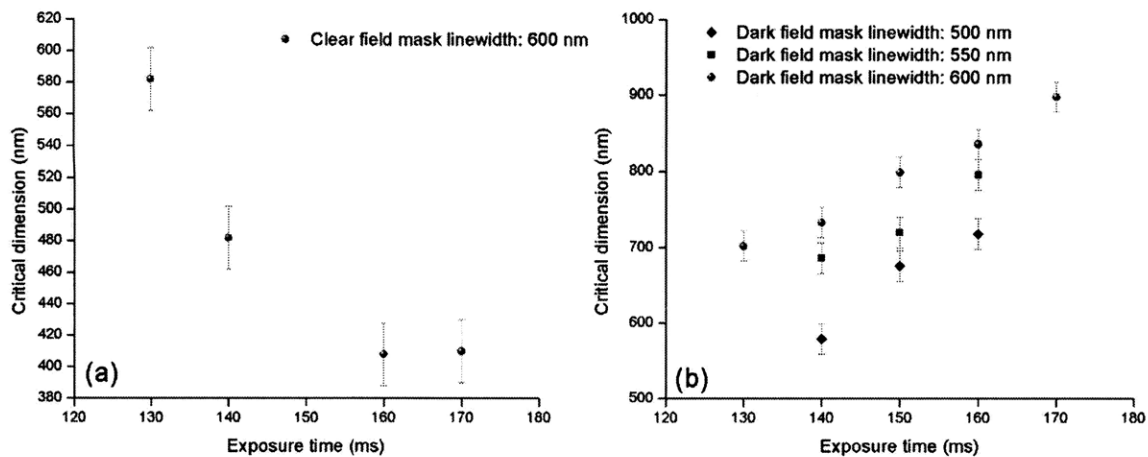 620
600
580
560
540
520
500
480
460
440
420
400
380
Critical dimension (nm)
Clear field mask linewidth: 600 nm
(a)
120 130 140 150 160 170 180
Exposure time (ms)
1000
900
800
700
600
500
Critical dimension (nm)
Dark field mask linewidth: 500 nm
Dark field mask linewidth: 550 nm
Dark field mask linewidth: 600 nm
(b)
120 130 140 150 160 170 180
Exposure time (ms)